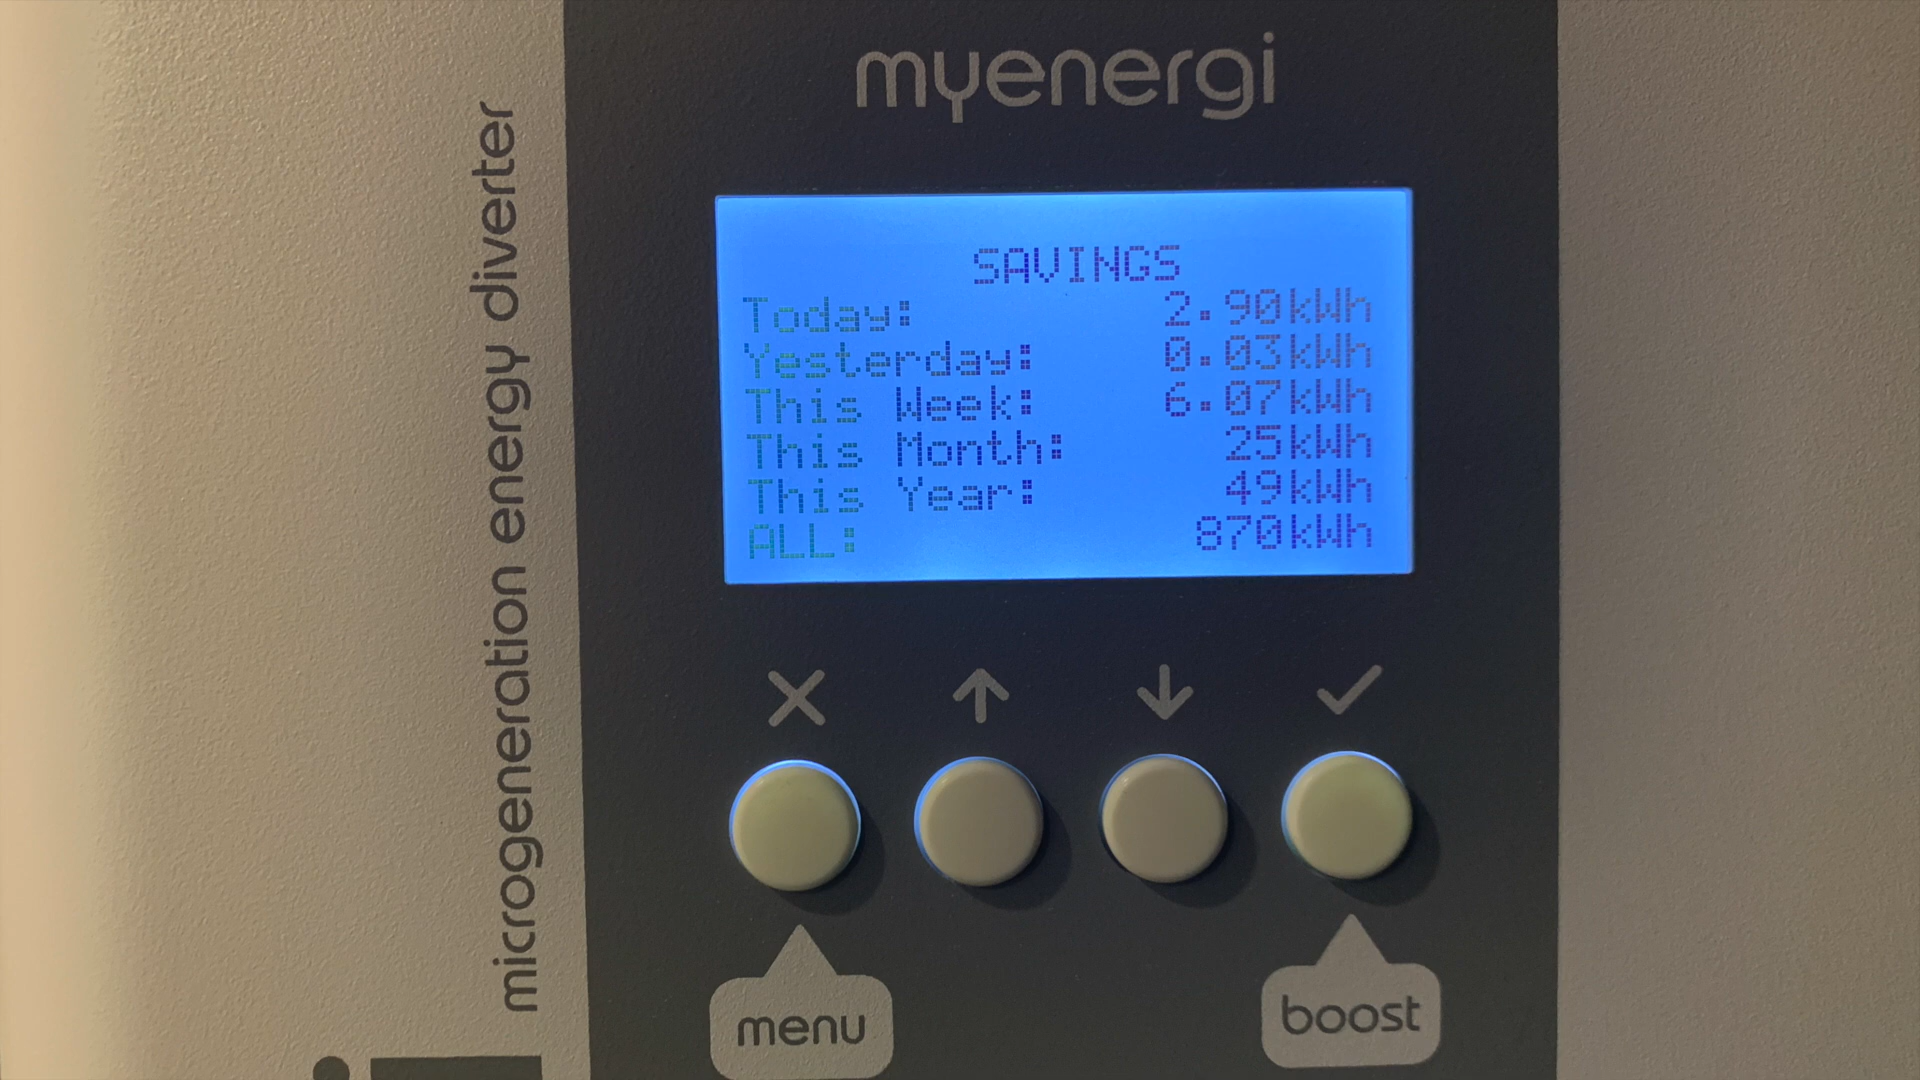 myenergi
microgeneration energy diverter
SAVINGS
Today: 2.90kWh
Yesterday: 0.03kWh
This Week: 6.07kWh
This Month: 25kWh
This Year: 49kWh
ALL: 870kWh
menu
boost